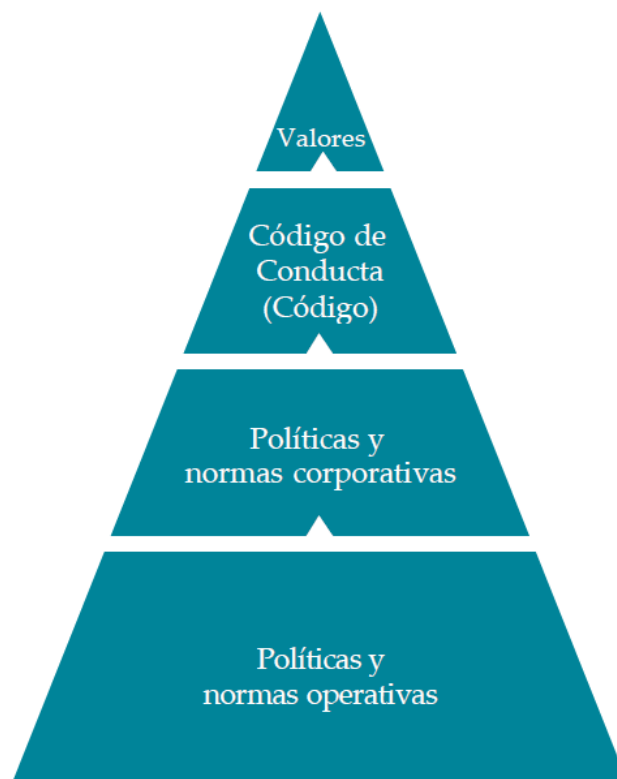 Valores
Código de
Conducta
(Código)
Políticas y
normas corporativas
Políticas y
normas operativas